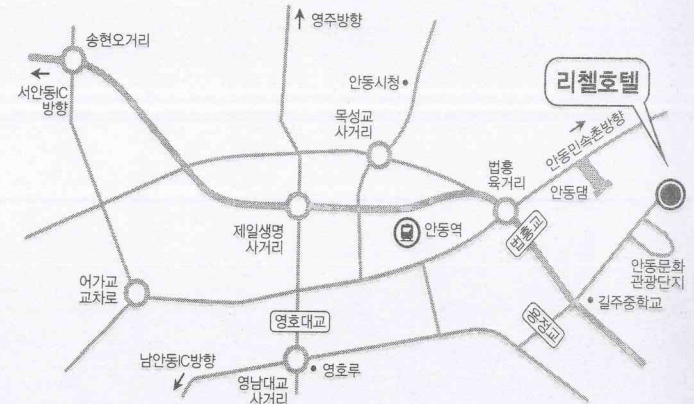 송현오거리
서안동IC
방향
영주방향
안동시청
목성교
사거리
리첼호텔
안동민속촌방향
안동댐
법흥
육거리
안동역
법흥교
제일생명
사거리
어가교
교차로
영호대교
안동문화
관광단지
길주중학교
용정교
남안동IC방향
영남대교
사거리
영호루